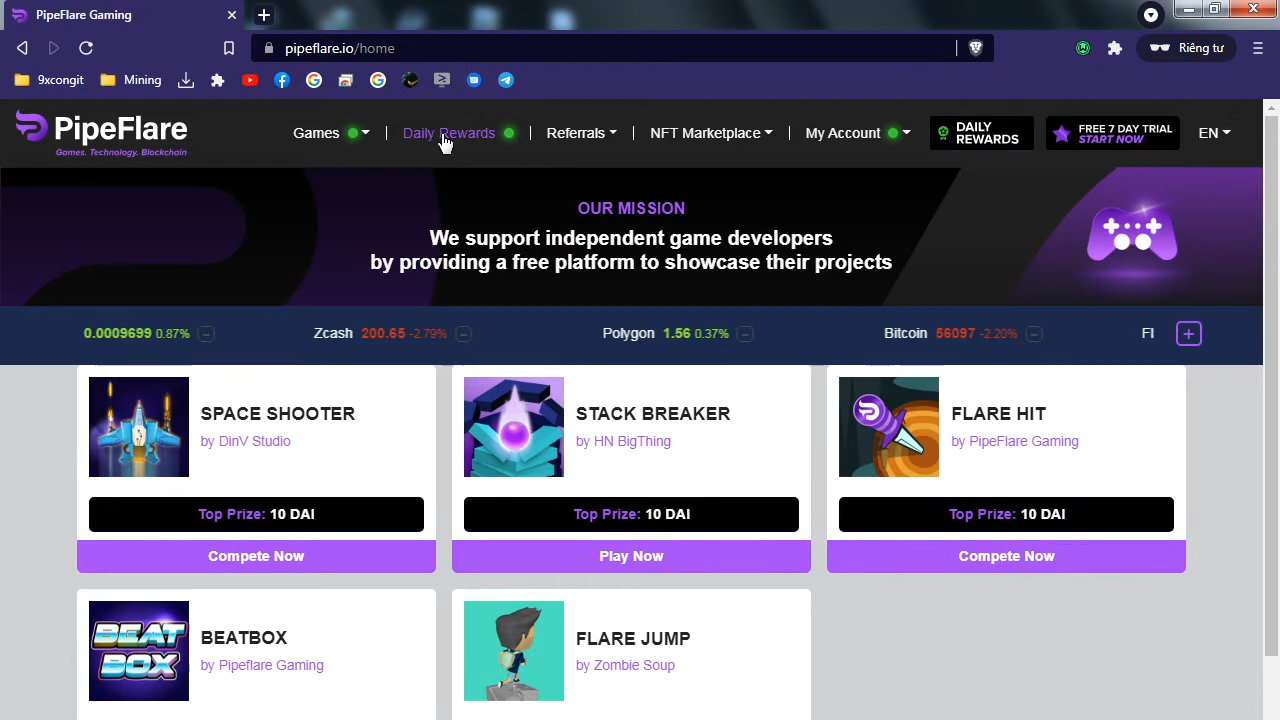 PipeFlare Gaming
pipeflare.io/home
Riêng tư
9xcongit
Mining
PipeFlare
Games. Technology. Blockchain
Games
Daily Rewards
Referrals
NFT Marketplace
My Account
DAILY REWARDS
FREE 7 DAY TRIAL
START NOW
EN
OUR MISSION
We support independent game developers
by providing a free platform to showcase their projects
0.0009699 0.87%
Zcash 200.65 -2.79%
Polygon 1.56 0.37%
Bitcoin 56097 -2.20%
FI
SPACE SHOOTER
by DinV Studio
Top Prize: 10 DAI
Compete Now
STACK BREAKER
by HN BigThing
Top Prize: 10 DAI
Play Now
FLARE HIT
by PipeFlare Gaming
Top Prize: 10 DAI
Compete Now
BEAT BOX
BEATBOX
by Pipeflare Gaming
FLARE JUMP
by Zombie Soup